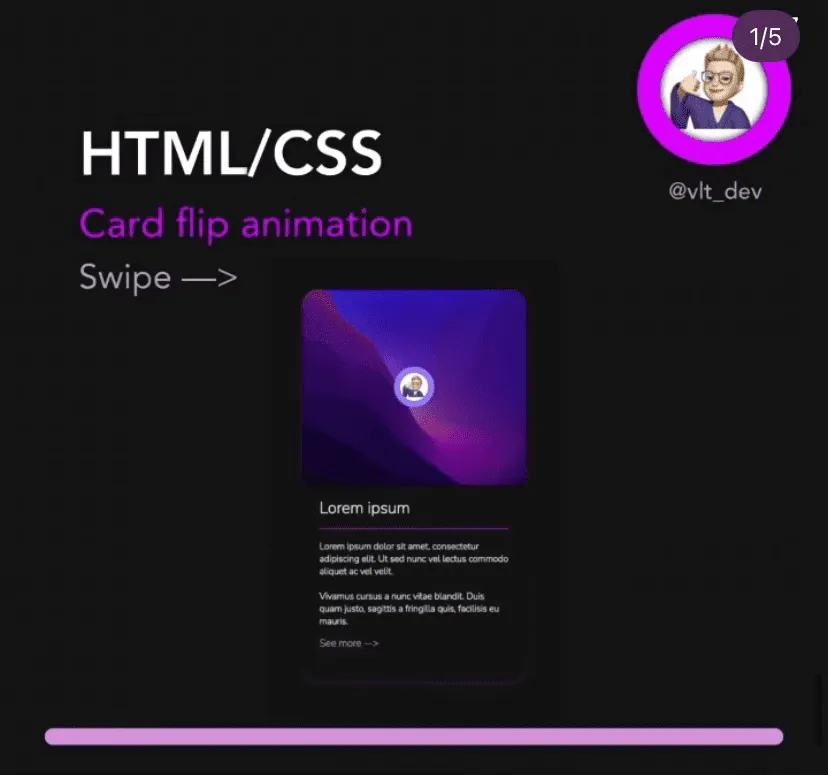 1/5
HTML/CSS
@vlt_dev
Card flip animation
Swipe —>
Lorem ipsum
Lorem ipsum dolor sit amet, consectetur
adipiscing elit. Ut sed nunc vel lectus commodo
aliquet ac vel velit.
Vivamus cursus a nunc vitae blandit. Duis
quam justo, sagittis a fringilla quis, facilisis eu
mauris.
See more —>